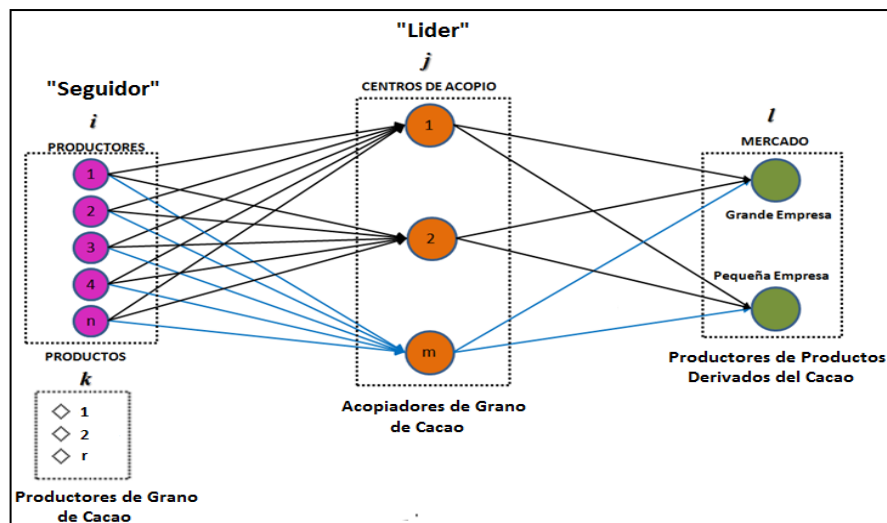 "Lider"
j
"Seguidor"
CENTROS DE ACOPIO
i
l
PRODUCTORES
MERCADO
1
2
3
4
n
1
2
m
Grande Empresa
Pequeña Empresa
PRODUCTOS
k
1
2
r
Productores de Grano
de Cacao
Acopiadores de Grano
de Cacao
Productores de Productos
Derivados del Cacao